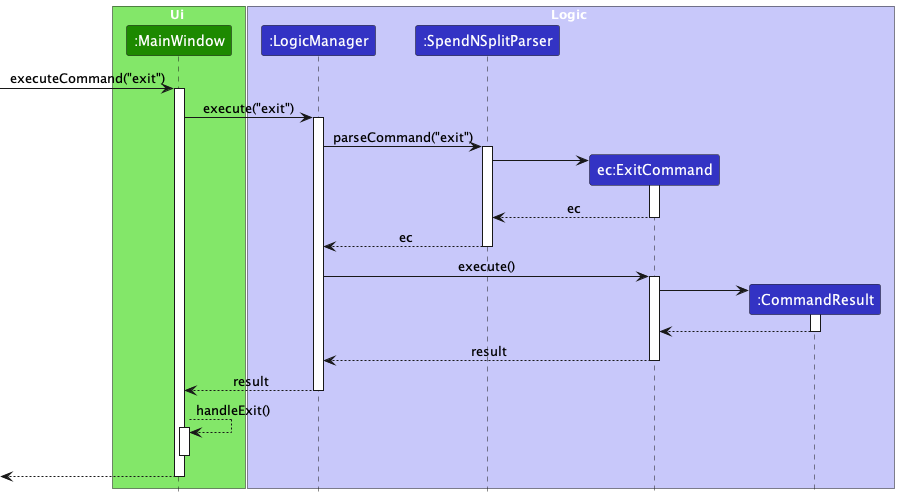 Ui
Logic
:MainWindow
:LogicManager
:SpendNSplitParser
executeCommand("exit")
execute("exit")
parseCommand("exit")
ec:ExitCommand
ec
ec
execute()
:CommandResult
result
result
handleExit()